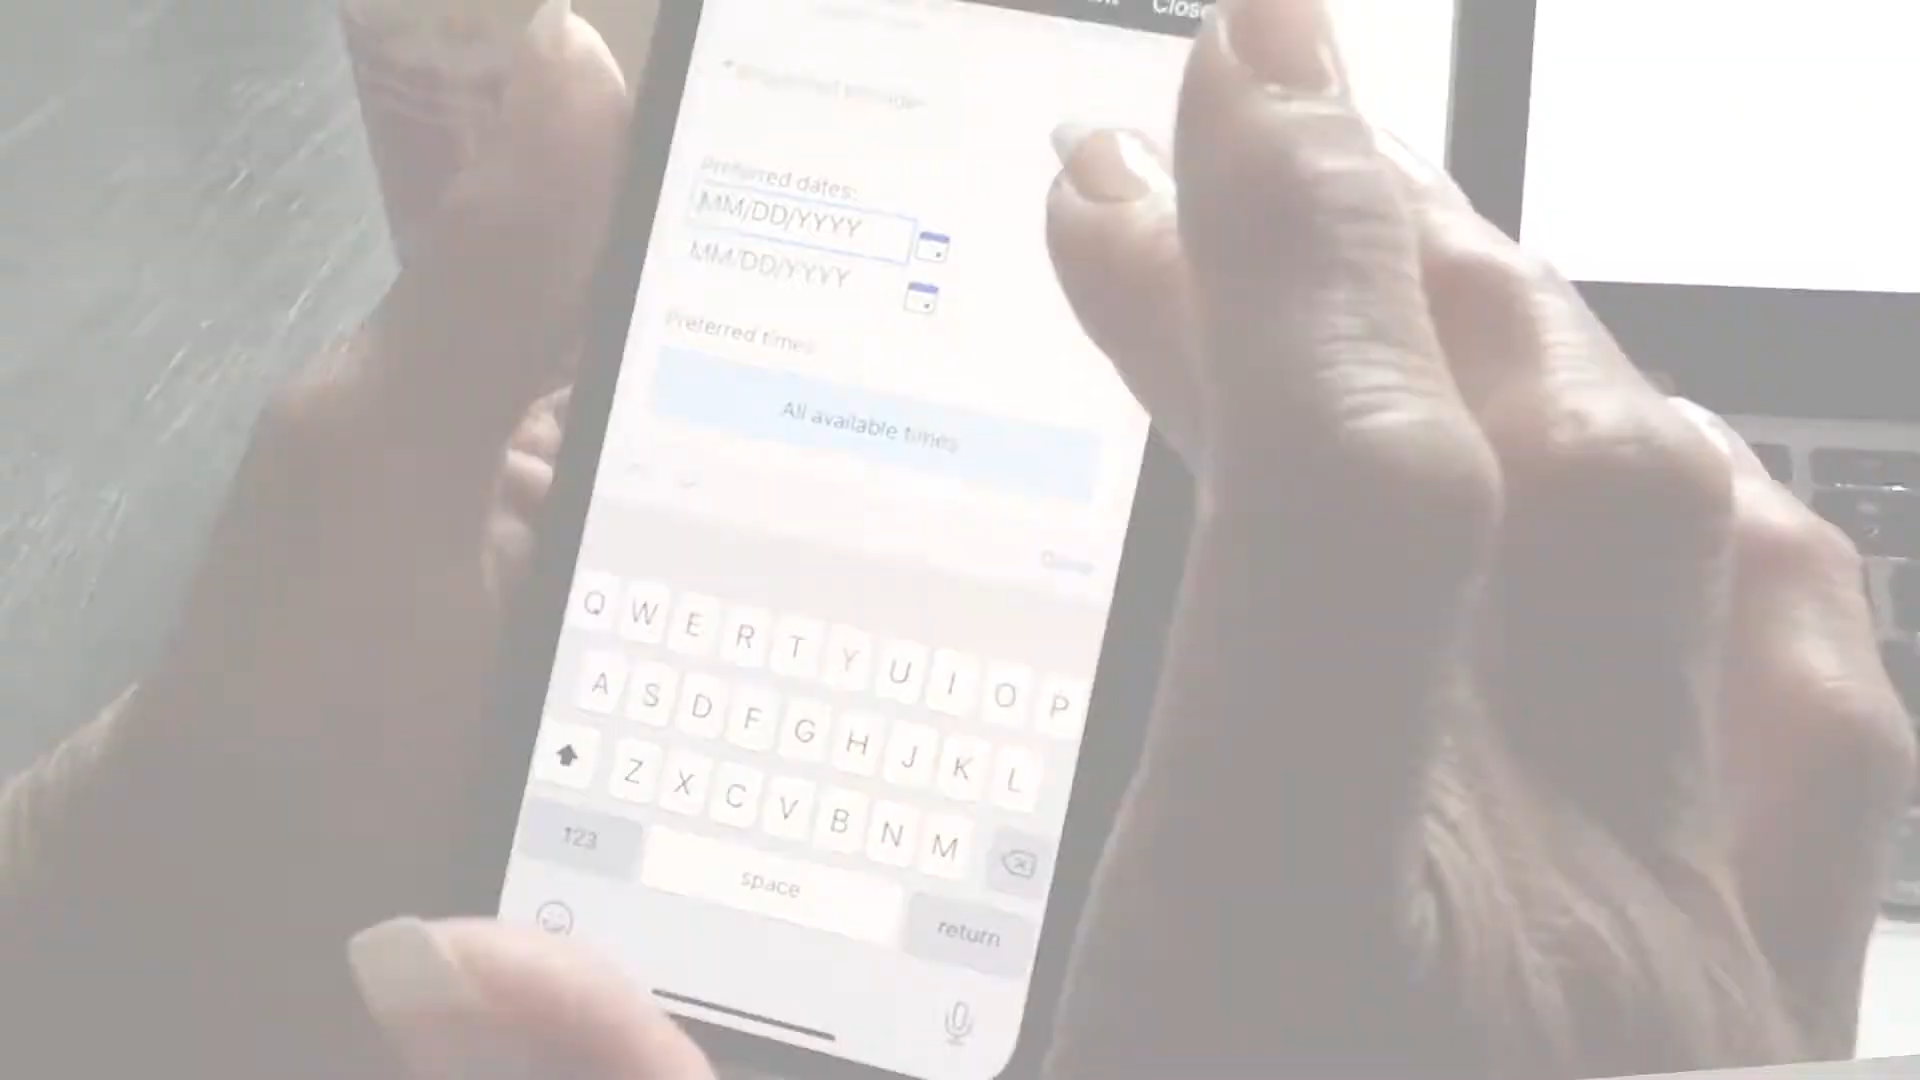 Close
Preferred dates:
MM/DD/YYYY
MM/DD/YYYY
Preferred times
All available times
Q W E R T Y U I O P
A S D F G H J K L
Z X C V B N M
123 space return